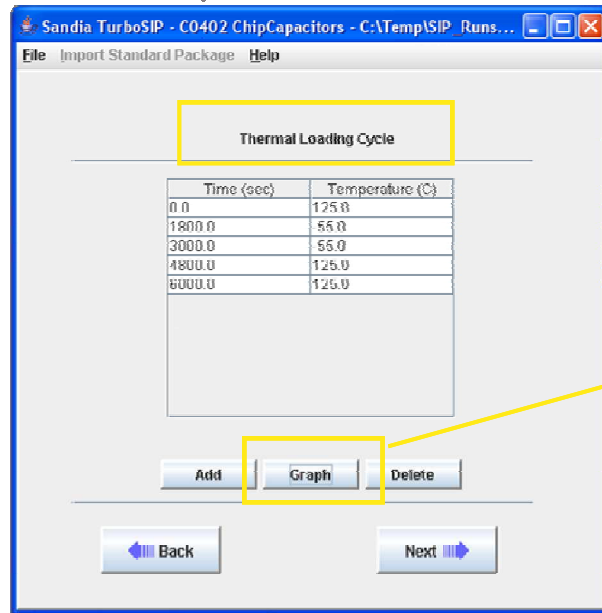 Sandia TurboSIP - C0402 ChipCapacitors - C:\Temp\SIP_Runs...
File Import Standard Package Help
Thermal Loading Cycle
Time (sec) Temperature (C)
0.0 125.0
1800.0 -55.0
3000.0 -55.0
4800.0 125.0
6000.0 125.0
Add Graph Delete
Back Next